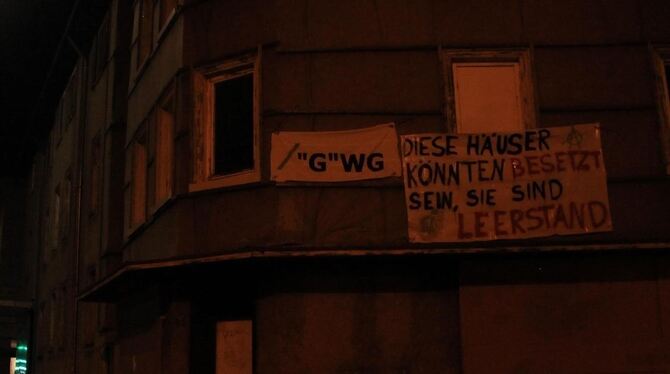 "G"WG
DIESE HÄUSER
KÖNNTEN BESETZT
SEIN, SIE SIND
LEERSTAND